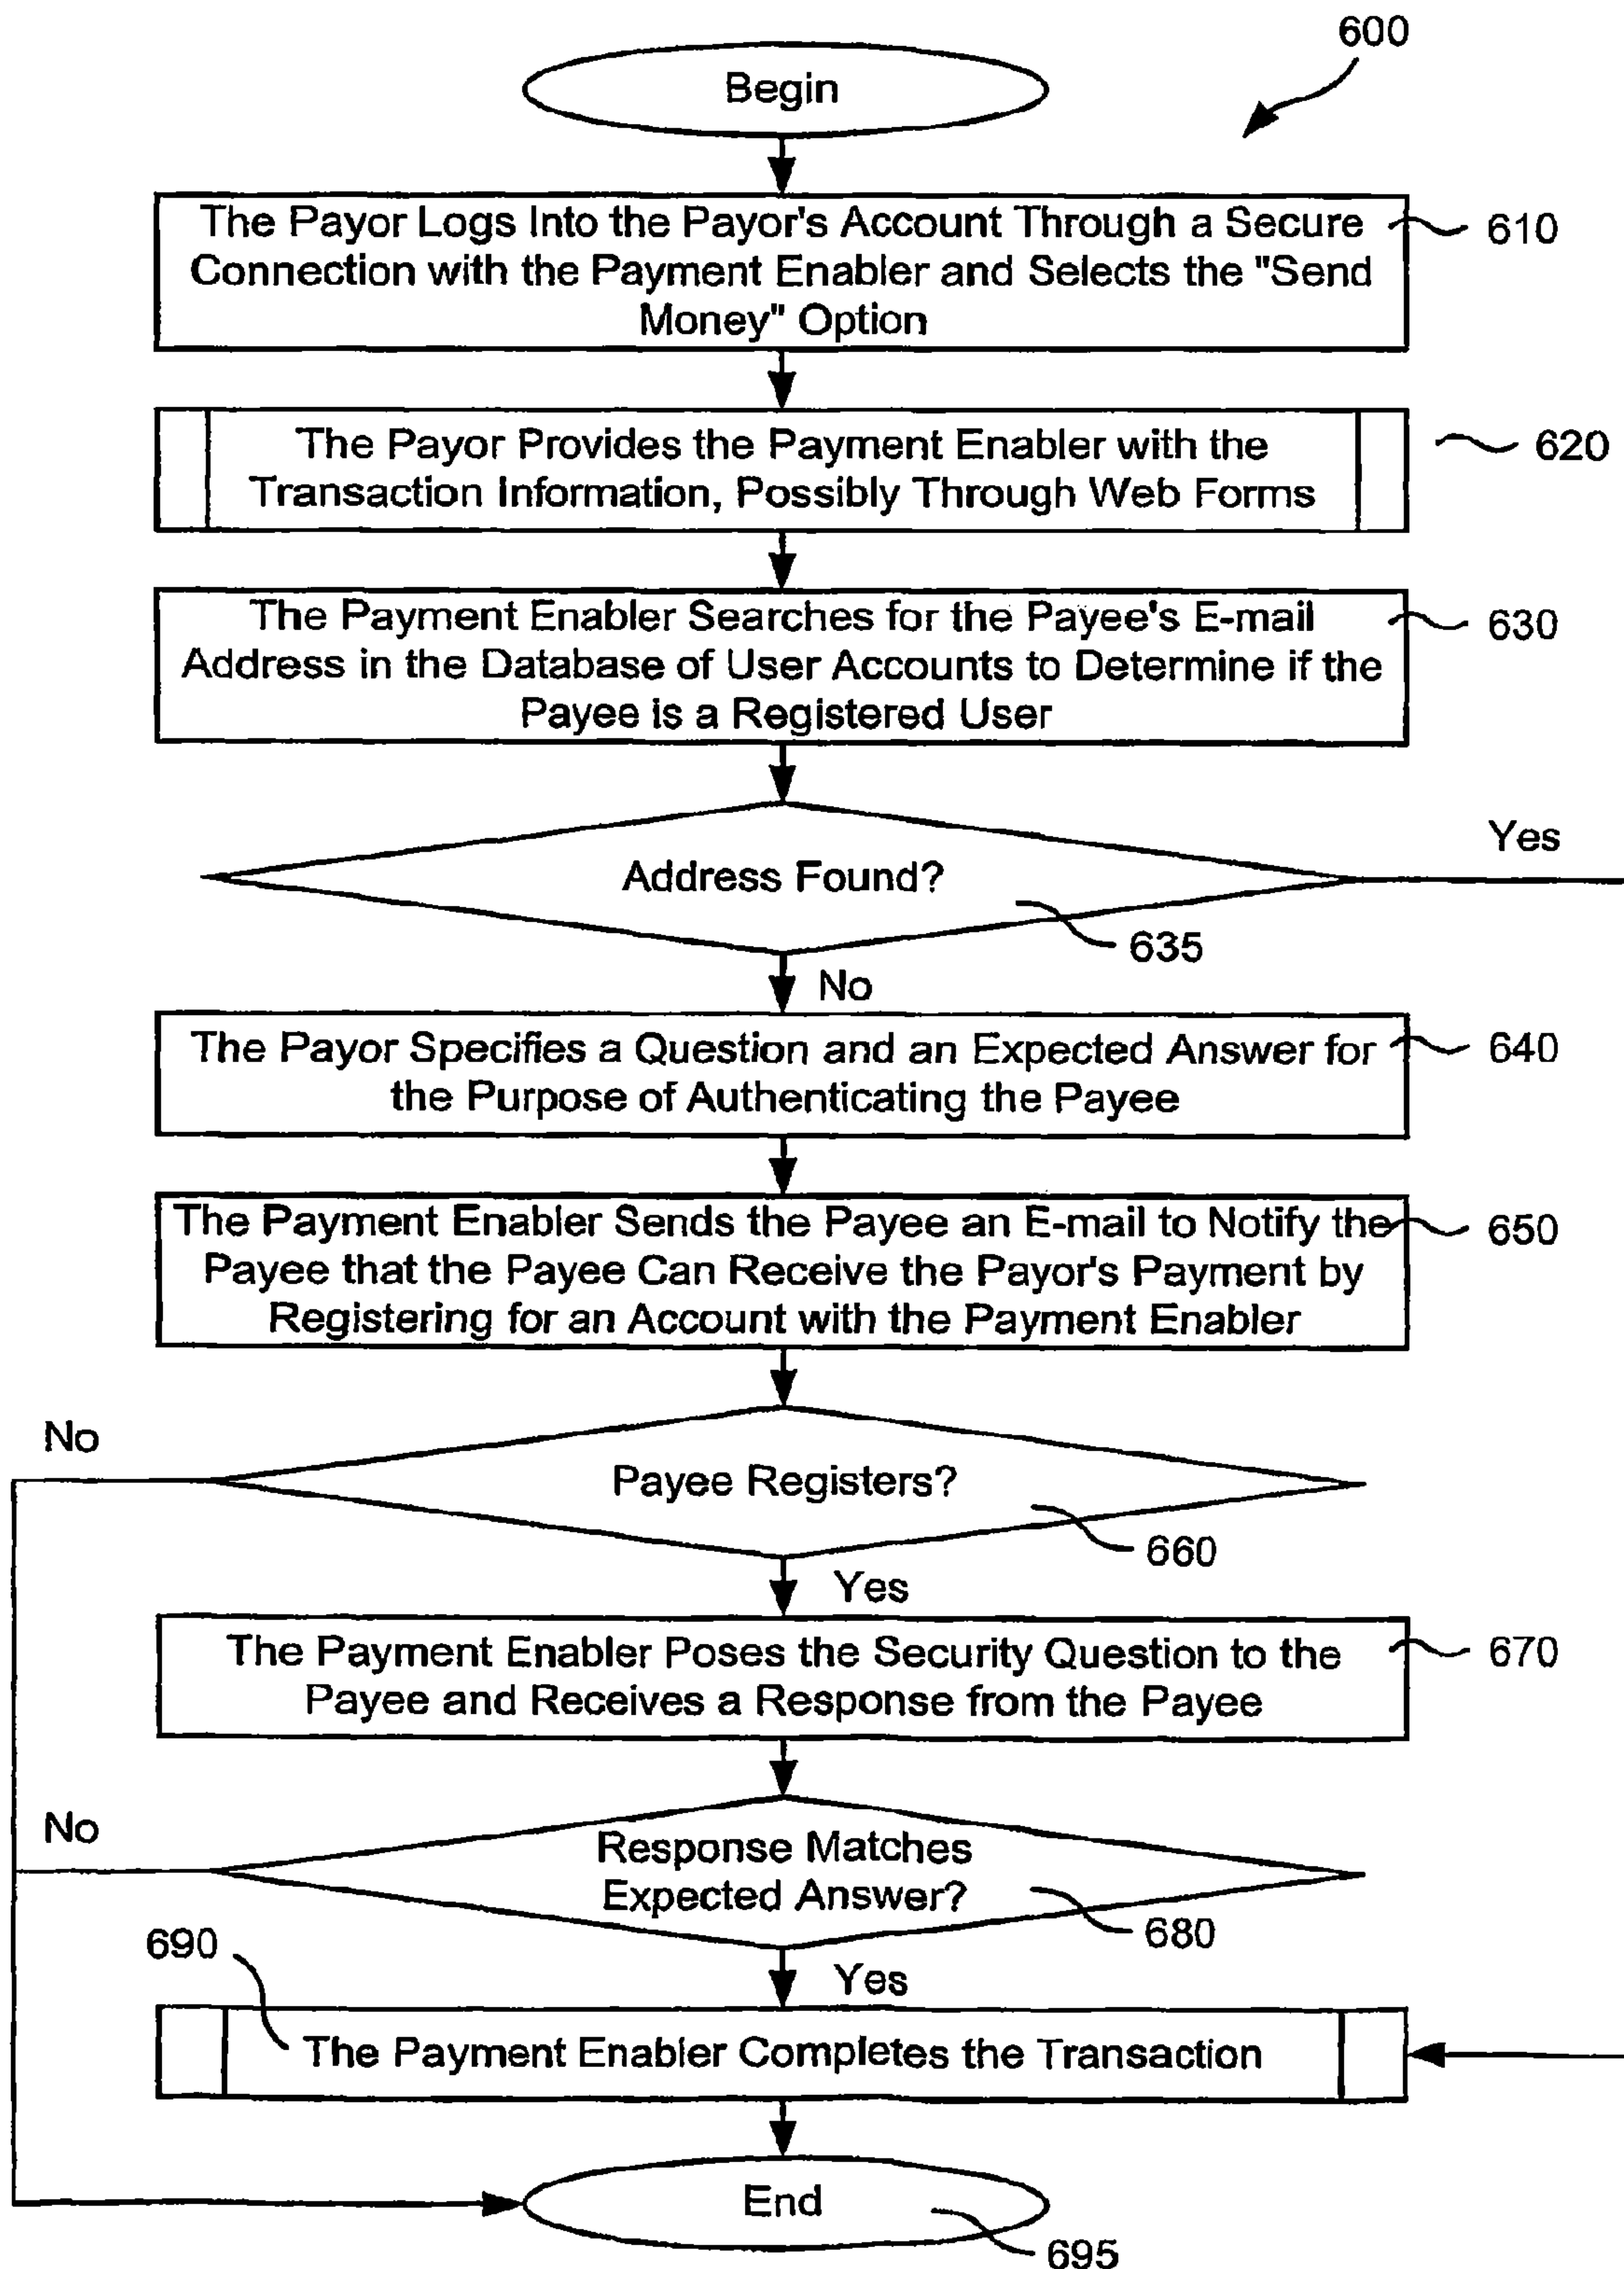 600
Begin
The Payor Logs Into the Payor's Account Through a Secure
Connection with the Payment Enabler and Selects the "Send
Money" Option
610
The Payor Provides the Payment Enabler with the
Transaction Information, Possibly Through Web Forms
620
The Payment Enabler Searches for the Payee's E-mail
Address in the Database of User Accounts to Determine if the
Payee is a Registered User
630
Address Found?
635
Yes
No
The Payor Specifies a Question and an Expected Answer for
the Purpose of Authenticating the Payee
640
The Payment Enabler Sends the Payee an E-mail to Notify the
Payee that the Payee Can Receive the Payor's Payment by
Registering for an Account with the Payment Enabler
650
No
Payee Registers?
660
Yes
The Payment Enabler Poses the Security Question to the
Payee and Receives a Response from the Payee
670
No
Response Matches
Expected Answer?
680
Yes
690
The Payment Enabler Completes the Transaction
End
695